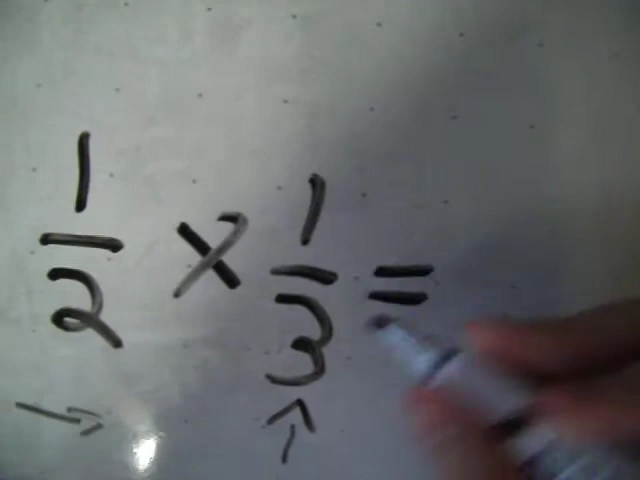 1/2 × 1/3 =
→ ↑